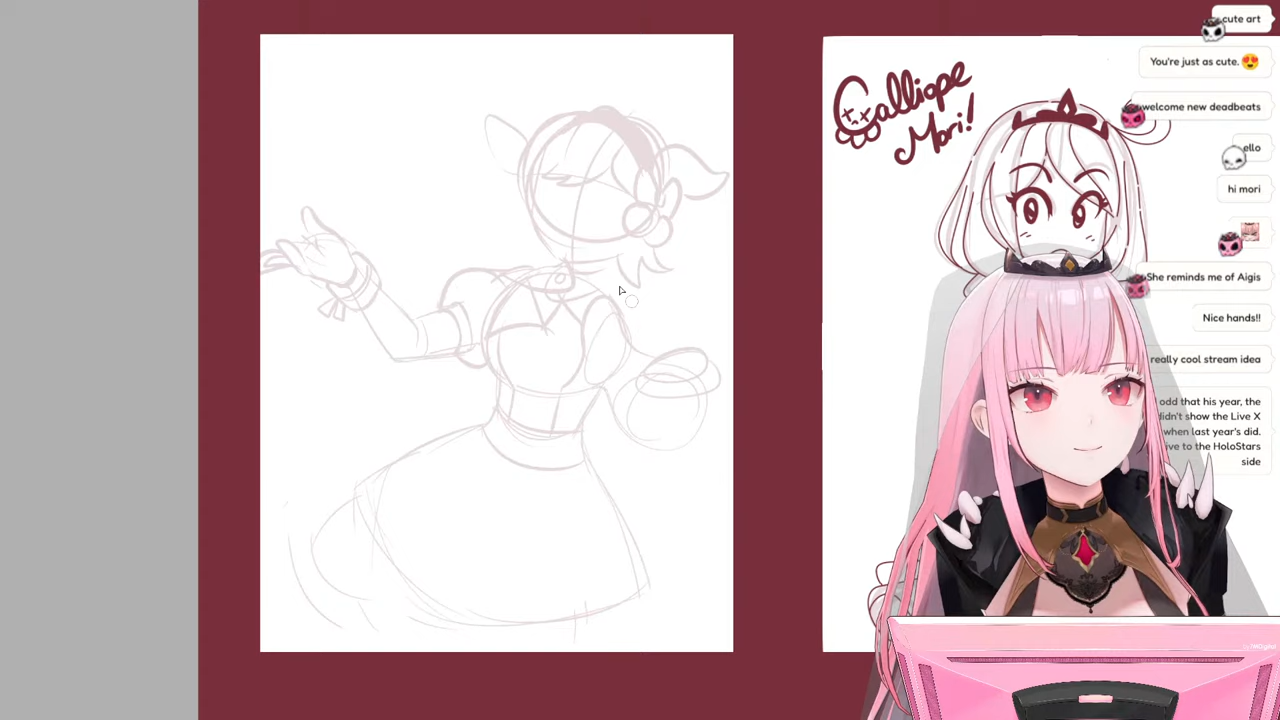 Calliope
Mori!
cute art
You're just as cute. 😍
welcome new deadbeats
ello
hi mori
She reminds me of Aigis
Nice hands!!
really cool stream idea
odd that his year, the
didn't show the Live X
when last year's did.
ive to the HoloStars
side